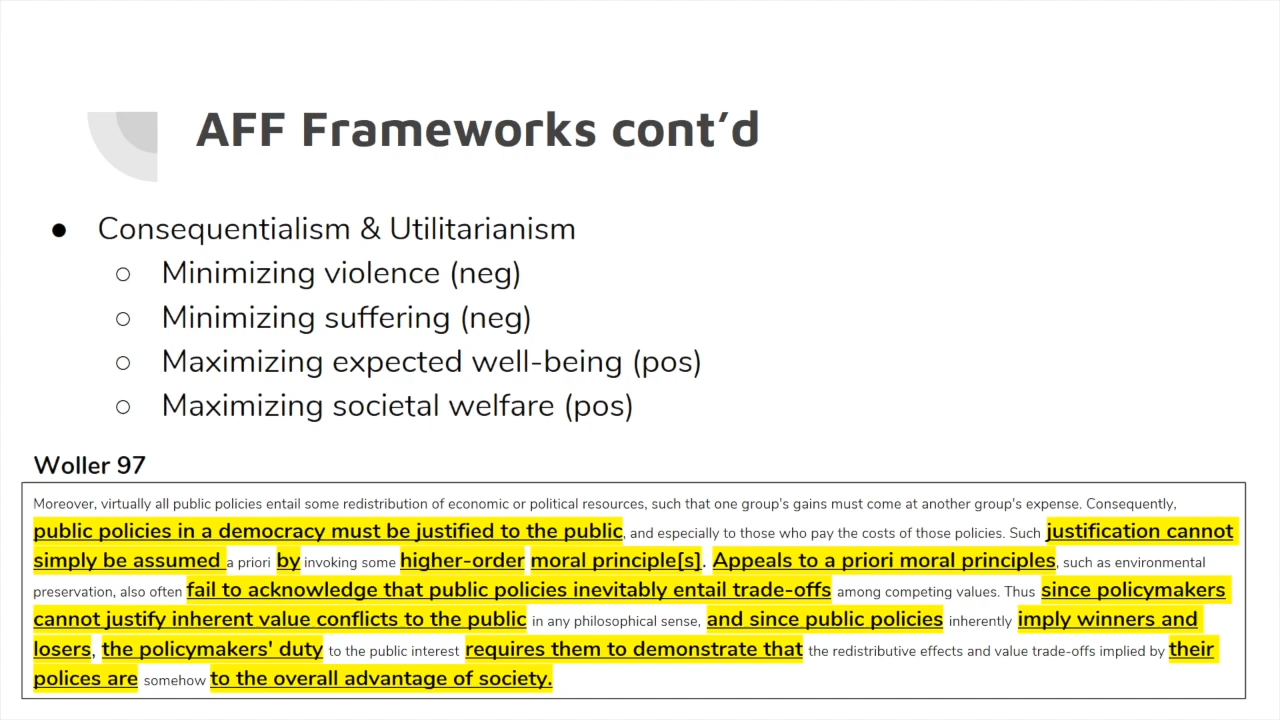 AFF Frameworks cont’d
● Consequentialism & Utilitarianism
○ Minimizing violence (neg)
○ Minimizing suffering (neg)
○ Maximizing expected well-being (pos)
○ Maximizing societal welfare (pos)
Woller 97
Moreover, virtually all public policies entail some redistribution of economic or political resources, such that one group's gains must come at another group's expense. Consequently,
public policies in a democracy must be justified to the public, and especially to those who pay the costs of those policies. Such justification cannot
simply be assumed a priori by invoking some higher-order moral principle[s]. Appeals to a priori moral principles, such as environmental
preservation, also often fail to acknowledge that public policies inevitably entail trade-offs among competing values. Thus since policymakers
cannot justify inherent value conflicts to the public in any philosophical sense, and since public policies inherently imply winners and
losers, the policymakers' duty to the public interest requires them to demonstrate that the redistributive effects and value trade-offs implied by their
polices are somehow to the overall advantage of society.